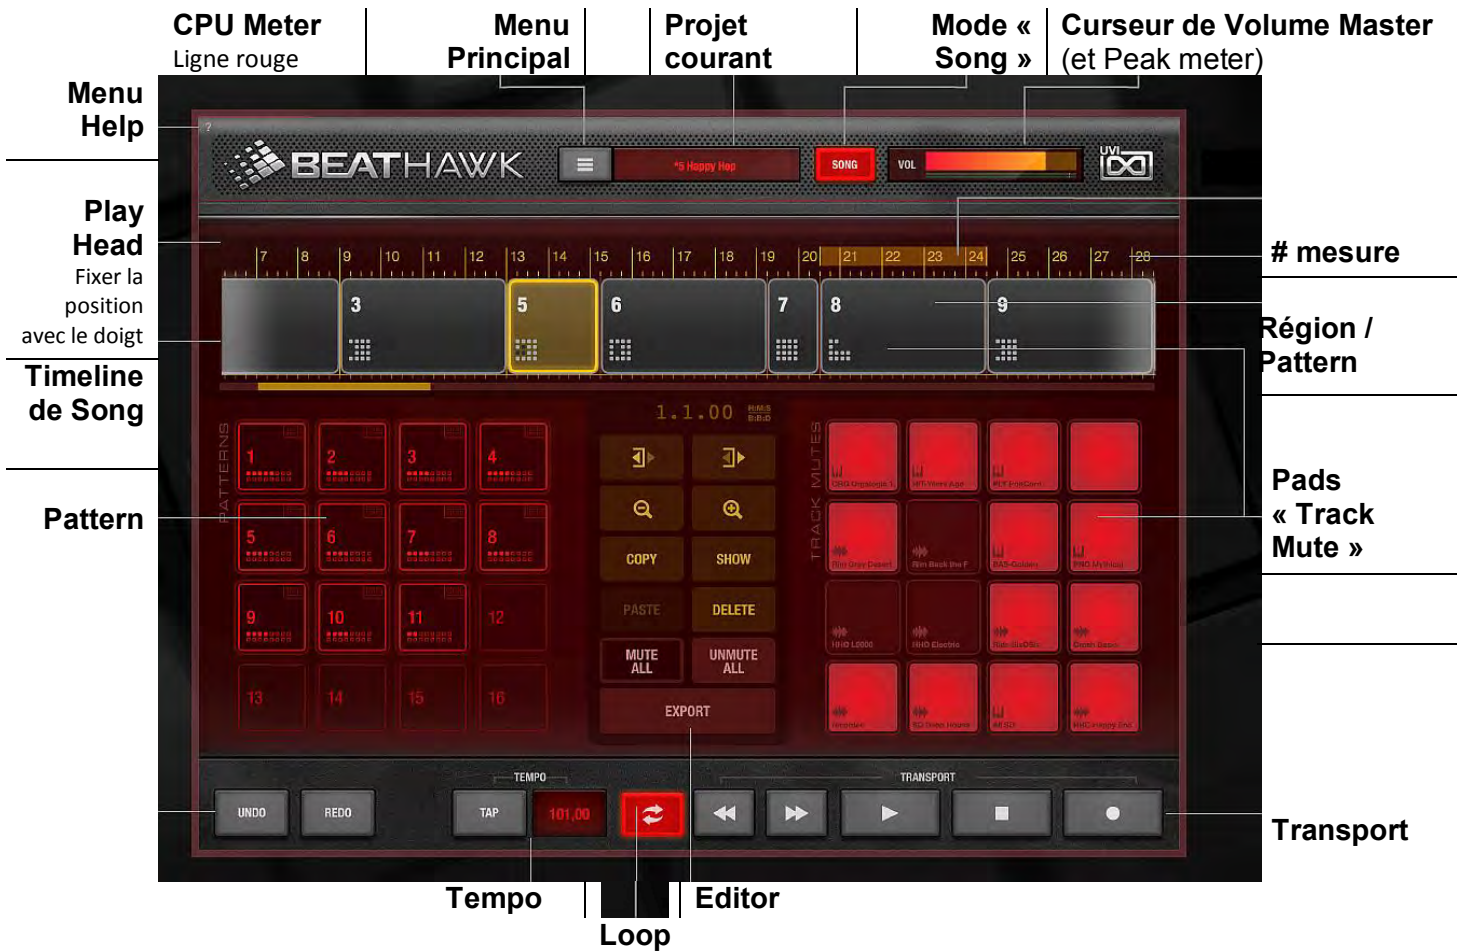 CPU Meter
Ligne rouge
Menu
Principal
Projet
courant
Mode «
Song »
Curseur de Volume Master
(et Peak meter)
Menu
Help
?
BEATHAWK
*5 Happy Hop
SONG
VOL
UVI
Play
Head
Fixer la
position
avec le doigt
7 8 9 10 11 12 13 14 15 16 17 18 19 20 21 22 23 24 25 26 27 28
# mesure
3 5 6 7 8 9
Région /
Pattern
Timeline
de Song
1.1.00
H:M:S
B:B:D
PATTERNS
1 2 3 4
5 6 7 8
9 10 11 12
13 14 15 16
Pattern
COPY SHOW
PASTE DELETE
MUTE
ALL
UNMUTE
ALL
EXPORT
TRACK MUTES
Pads
« Track
Mute »
TEMPO
TRANSPORT
UNDO
REDO
TAP
101,00
Transport
Tempo
Editor
Loop